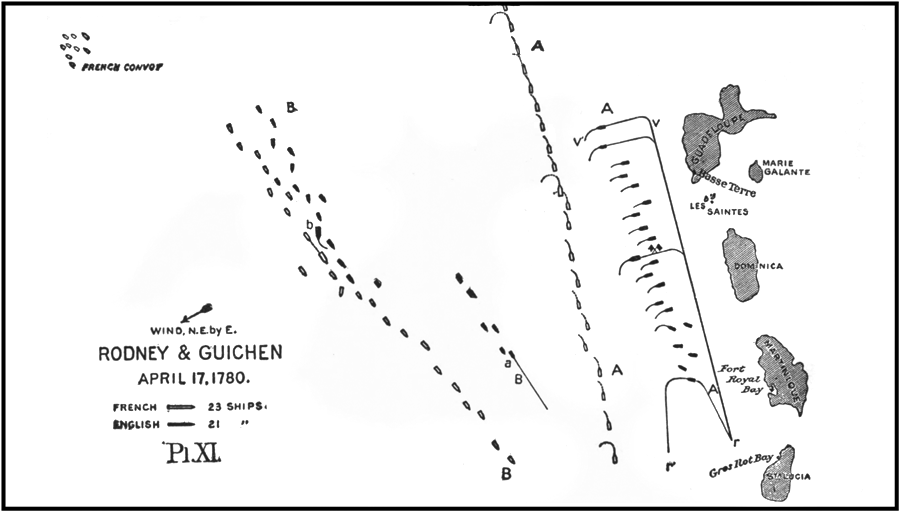 FRENCH CONVOY
B
A
A
V
V
GUADELOUPE
MARIE
GALANTE
Basse Terre
LES
SAINTES
b
DOMINICA
WIND, N.E. by E.
RODNEY & GUICHEN
APRIL 17, 1780.
FRENCH 23 SHIPS.
ENGLISH 21 "
Pl. XI.
a
B
A
A
Fort
Royal
Bay
MARTINIQUE
r
r
B
Gros Ilot Bay
ST LUCIA